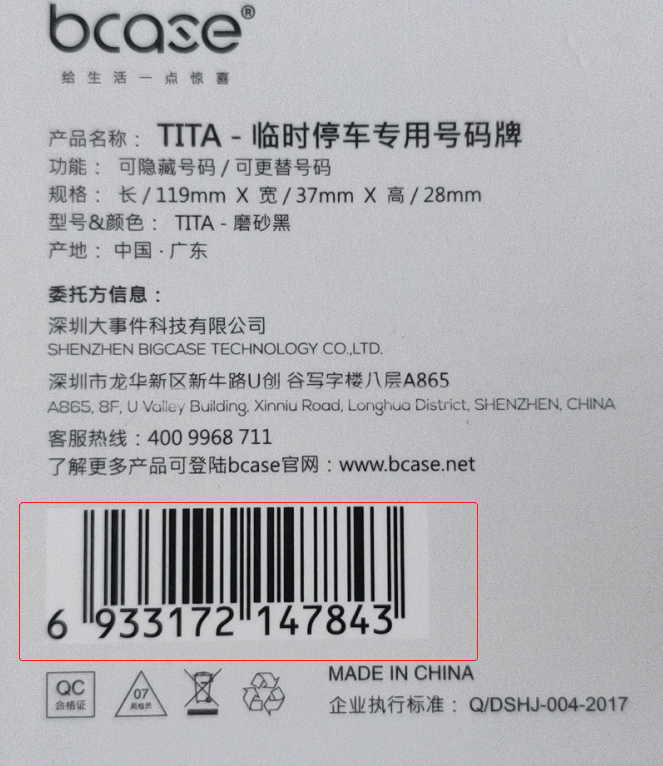 bcase®
给生活一点惊喜
产品名称： TITA - 临时停车专用号码牌
功能： 可隐藏号码 / 可更替号码
规格： 长 / 119mm X 宽 / 37mm X 高 / 28mm
型号&颜色： TITA - 磨砂黑
产地： 中国 · 广东
委托方信息：
深圳大事件科技有限公司
SHENZHEN BIGCASE TECHNOLOGY CO.,LTD.
深圳市龙华新区新牛路U创 谷写字楼八层A865
A865, 8F, U Valley Building, Xinniu Road, Longhua District, SHENZHEN, CHINA
客服热线：400 9968 711
了解更多产品可登陆bcase官网：www.bcase.net
6 933172 147843
QC
合格证
07
质检员
MADE IN CHINA
企业执行标准： Q/DSHJ-004-2017